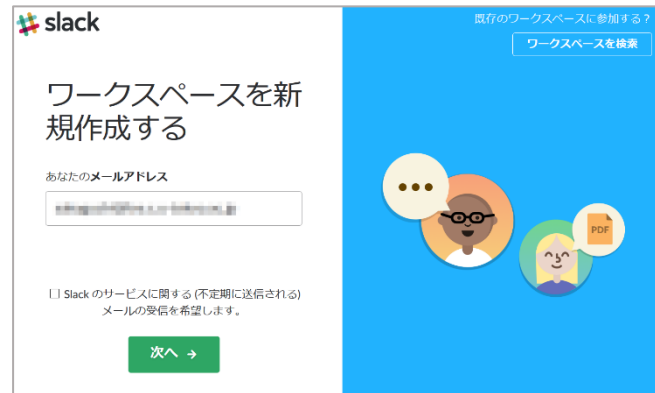 slack
既存のワークスペースに参加する?
ワークスペースを検索
ワークスペースを新
規作成する
あなたのメールアドレス
☐ Slack のサービスに関する (不定期に送信される)
メールの受信を希望します。
次へ →
PDF